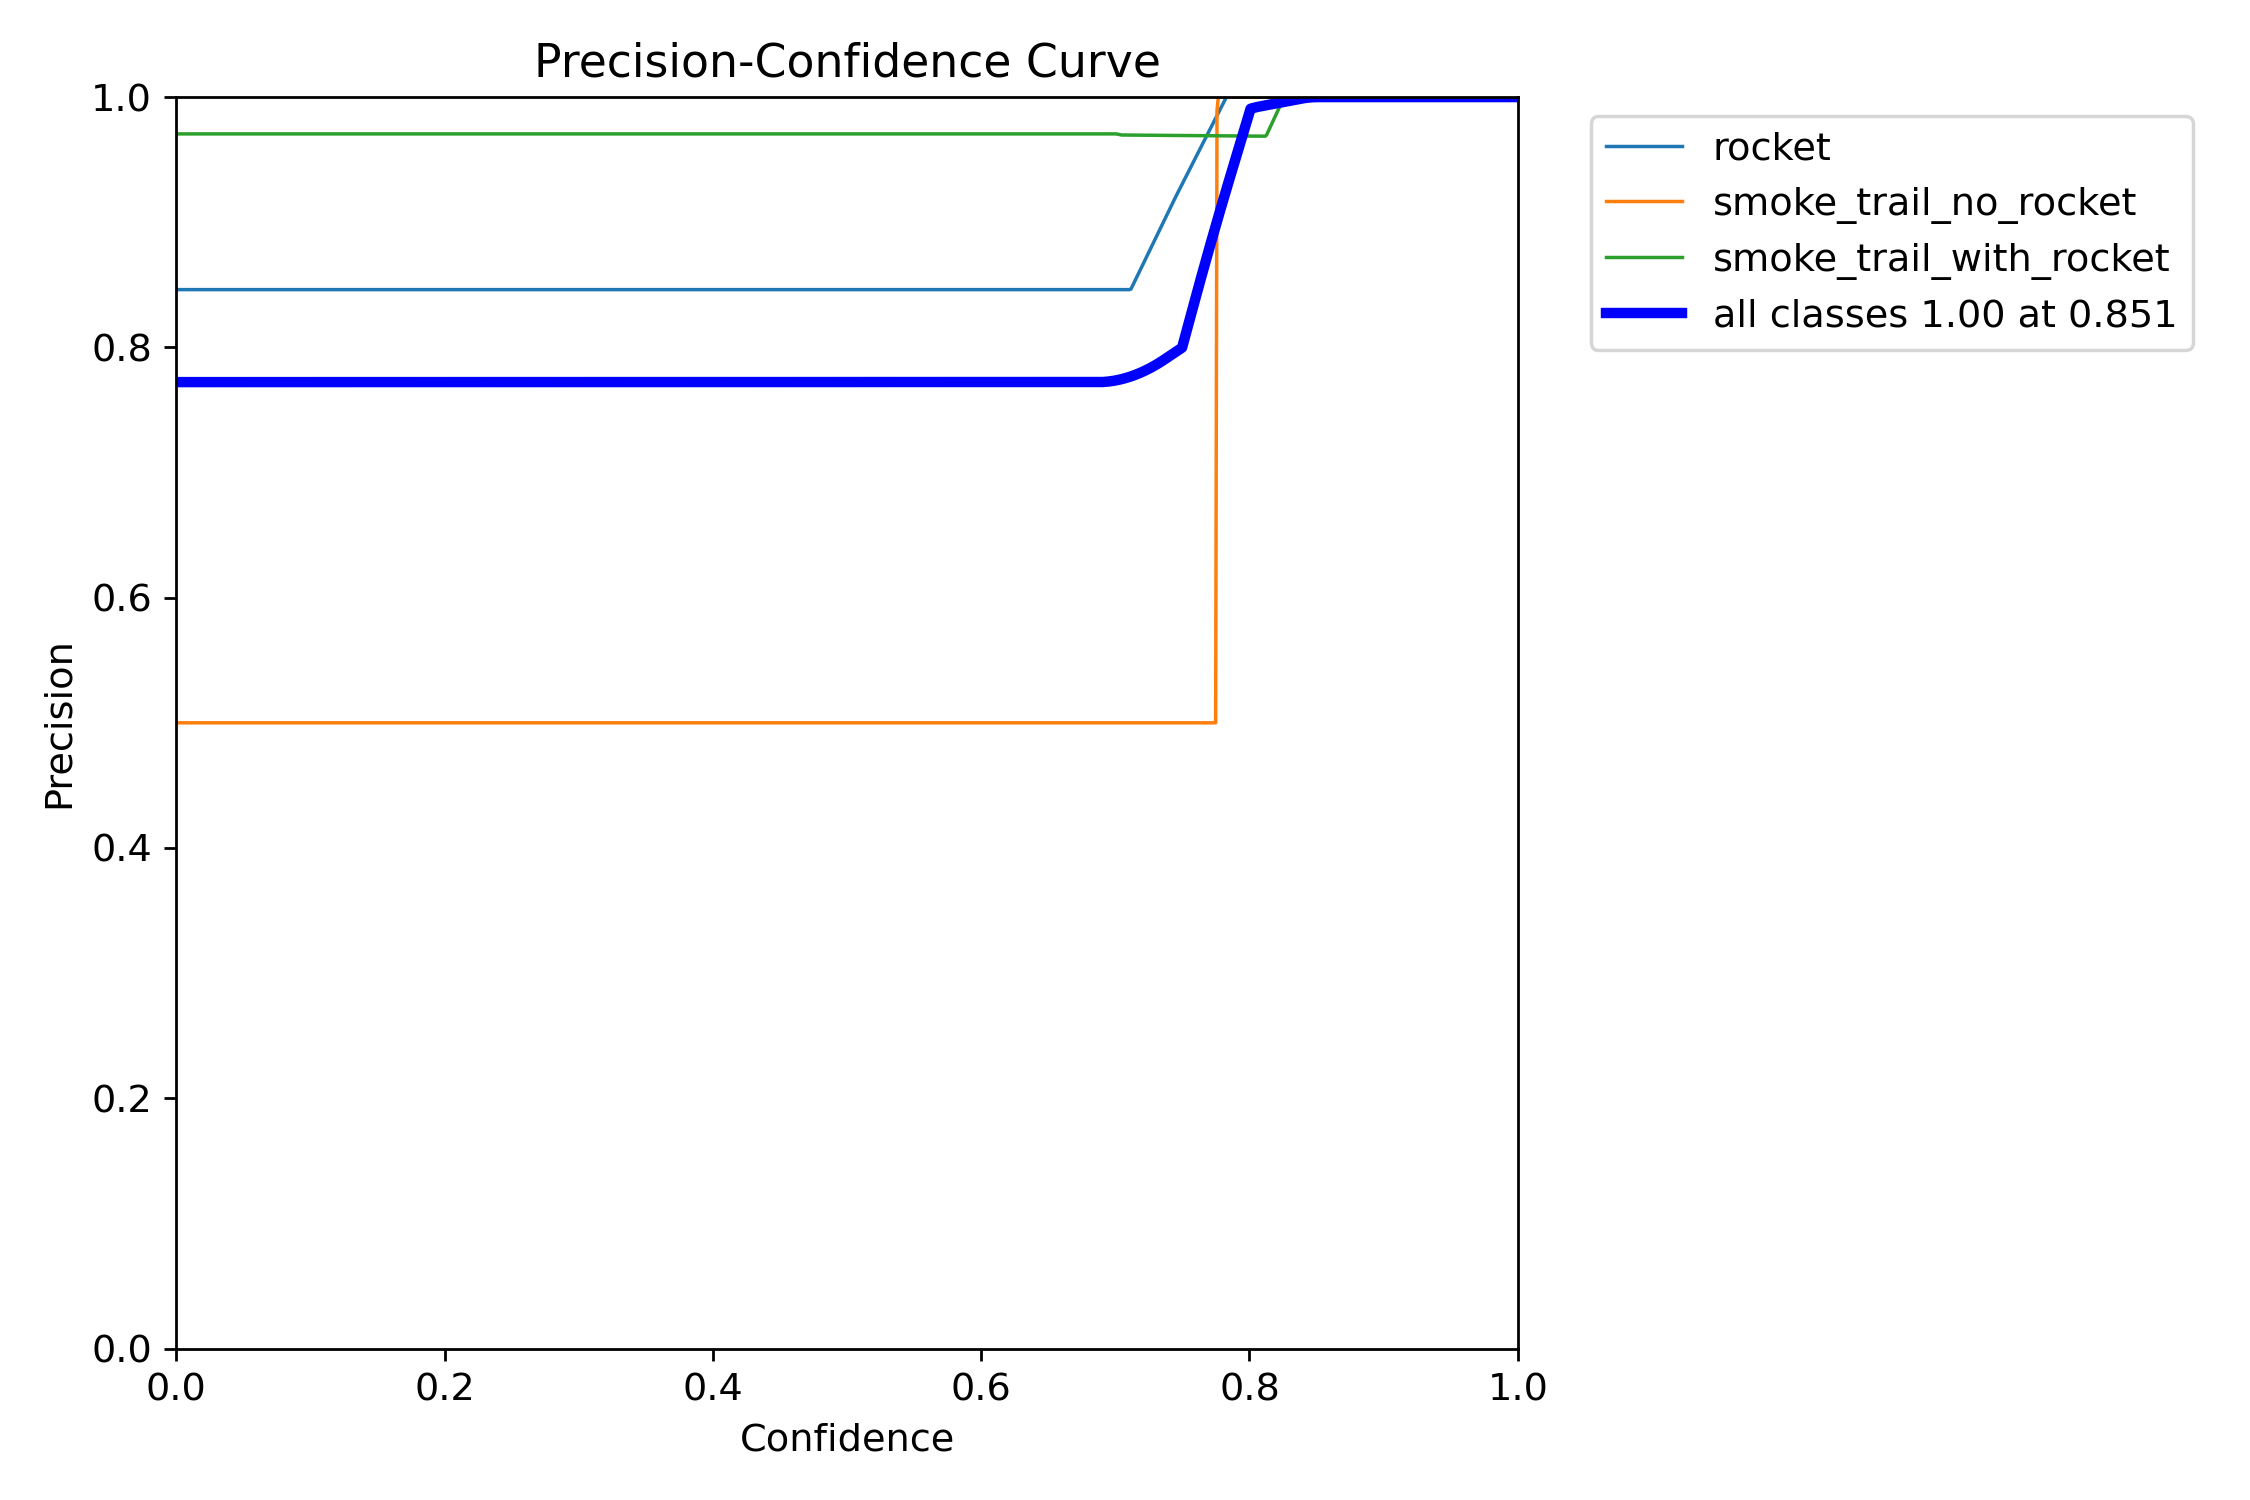 Precision-Confidence Curve
1.0
0.8
0.6
0.4
0.2
0.0
Precision
0.0 0.2 0.4 0.6 0.8 1.0
Confidence
rocket
smoke_trail_no_rocket
smoke_trail_with_rocket
all classes 1.00 at 0.851